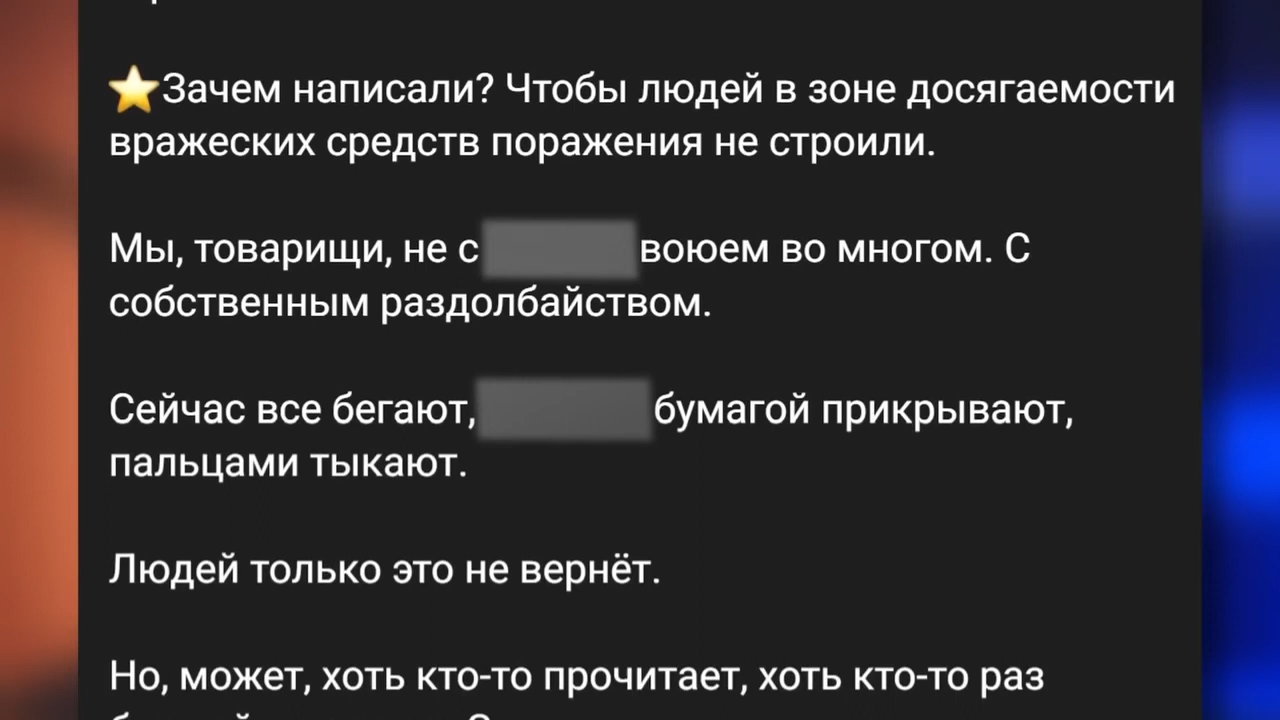 ⭐Зачем написали? Чтобы людей в зоне досягаемости
вражеских средств поражения не строили.
Мы, товарищи, не с воюем во многом. С
собственным раздолбайством.
Сейчас все бегают, бумагой прикрывают,
пальцами тыкают.
Людей только это не вернёт.
Но, может, хоть кто-то прочитает, хоть кто-то раз